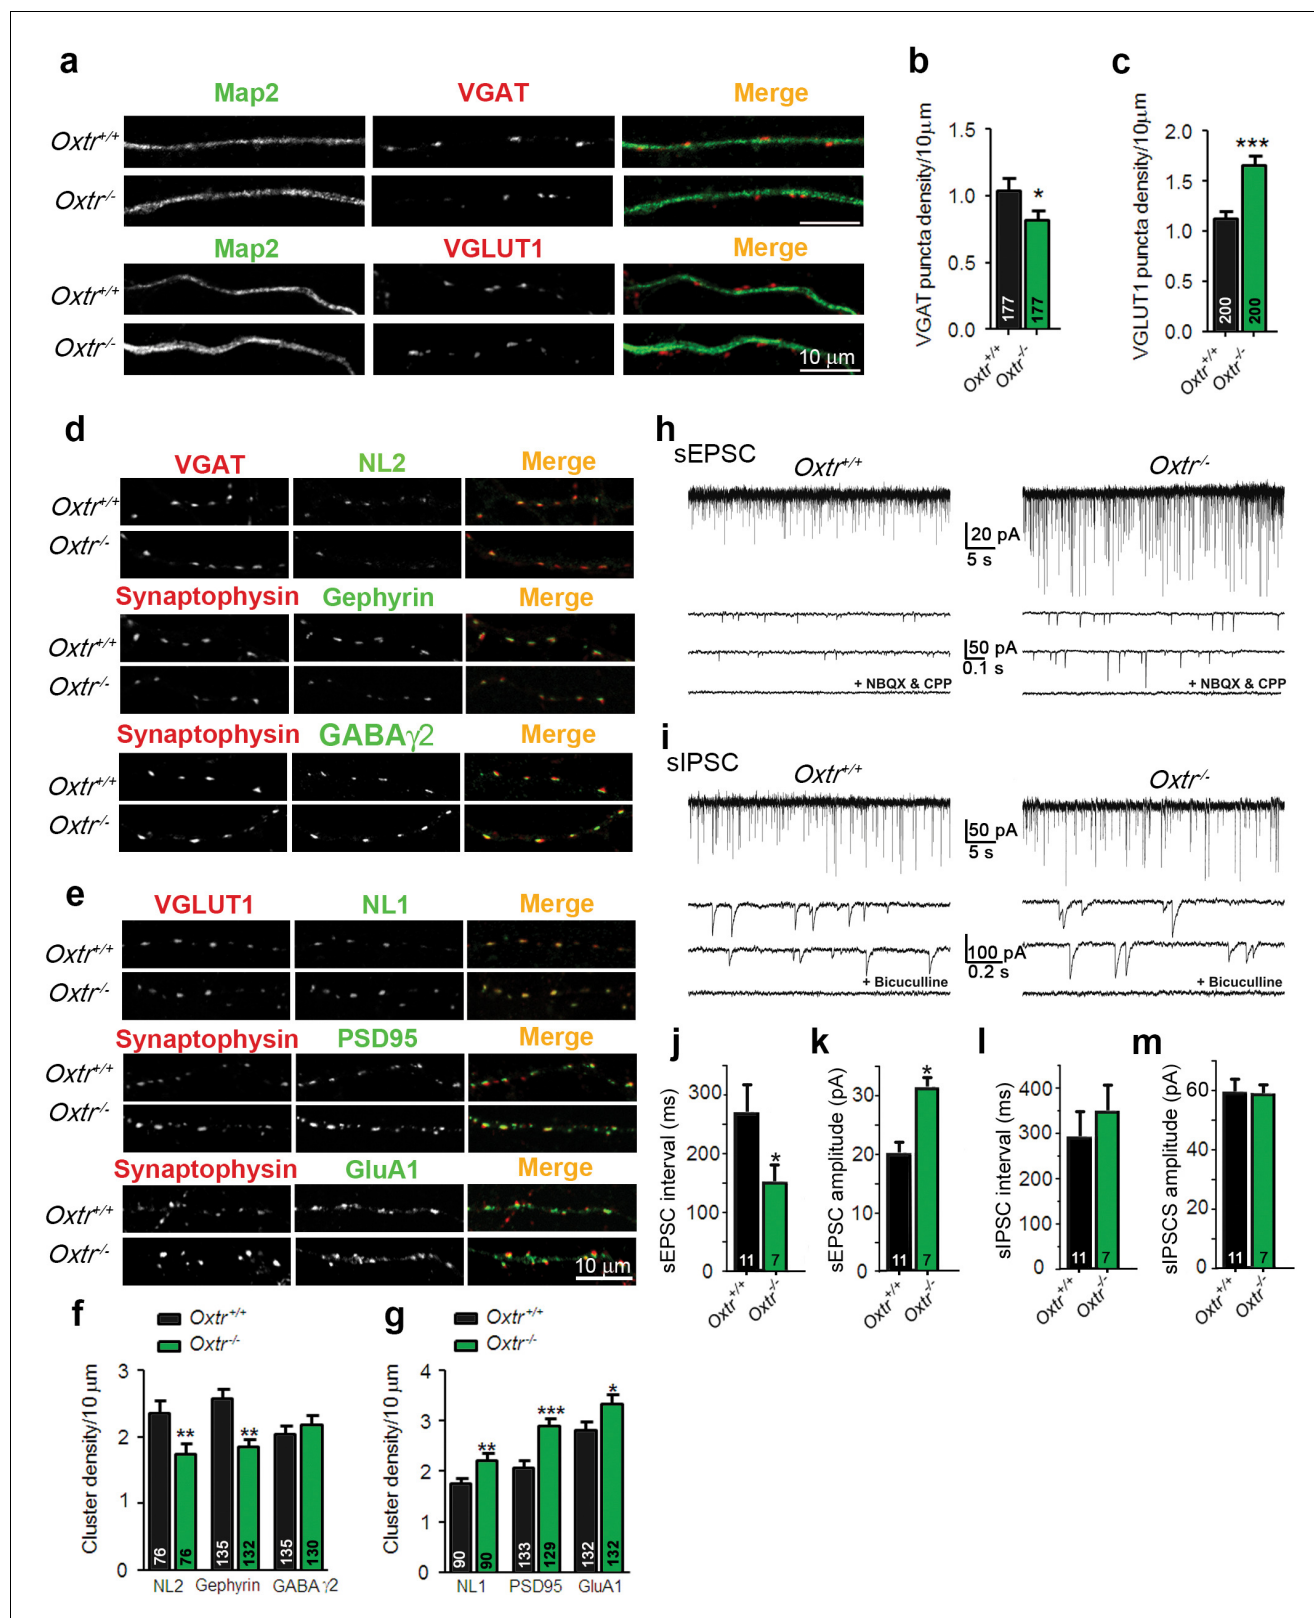 a
Map2 VGAT Merge
Oxtr+/+
Oxtr/-
Map2 VGLUT1 Merge
Oxtr+/+
Oxtr/-
10 μm
b
VGAT puncta density/10μm
1.5
1.0
0.5
0.0
*
177 177
Oxtr+/+ Oxtr-/-
c
VGLUT1 puncta density/10μm
2.0
1.5
1.0
0.5
0.0
***
200 200
Oxtr+/+ Oxtr-/-
d
VGAT NL2 Merge
Oxtr+/+
Oxtr/-
Synaptophysin Gephyrin Merge
Oxtr+/+
Oxtr/-
Synaptophysin GABAγ2 Merge
Oxtr+/+
Oxtr/-
e
VGLUT1 NL1 Merge
Oxtr+/+
Oxtr/-
Synaptophysin PSD95 Merge
Oxtr+/+
Oxtr/-
Synaptophysin GluA1 Merge
Oxtr+/+
Oxtr/-
10 μm
f
Oxtr+/+
Oxtr-/-
Cluster density/10 μm
3
2
1
0
** **
76 76 135 132 135 130
NL2 Gephyrin GABAγ2
g
Oxtr+/+
Oxtr-/-
Cluster density/10 μm
4
3
2
1
0
** *** *
90 90 133 129 132 132
NL1 PSD95 GluA1
h
sEPSC
Oxtr+/+ Oxtr/-
20 pA
5 s
50 pA
0.1 s
+ NBQX & CPP + NBQX & CPP
i
sIPSC
Oxtr+/+ Oxtr/-
50 pA
5 s
100 pA
0.2 s
+ Bicuculline + Bicuculline
j
sEPSC interval (ms)
300
200
100
0
*
11 7
Oxtr+/+ Oxtr-/-
k
sEPSC amplitude (pA)
30
20
10
0
*
11 7
Oxtr+/+ Oxtr-/-
l
sIPSC interval (ms)
400
300
200
100
0
11 7
Oxtr+/+ Oxtr-/-
m
sIPSCS amplitude (pA)
60
40
20
0
11 7
Oxtr+/+ Oxtr-/-